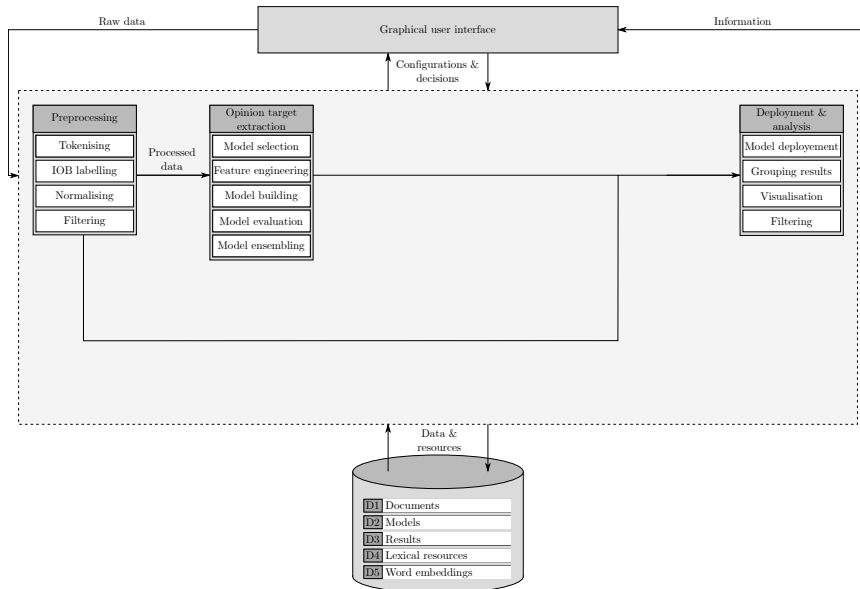 Raw data
Graphical user interface
Information
Configurations &
decisions
Preprocessing
Tokenising
IOB labelling
Normalising
Filtering
Processed
data
Opinion target
extraction
Model selection
Feature engineering
Model building
Model evaluation
Model ensembling
Deployment &
analysis
Model deployement
Grouping results
Visualisation
Filtering
Data &
resources
D1 Documents
D2 Models
D3 Results
D4 Lexical resources
D5 Word embeddings